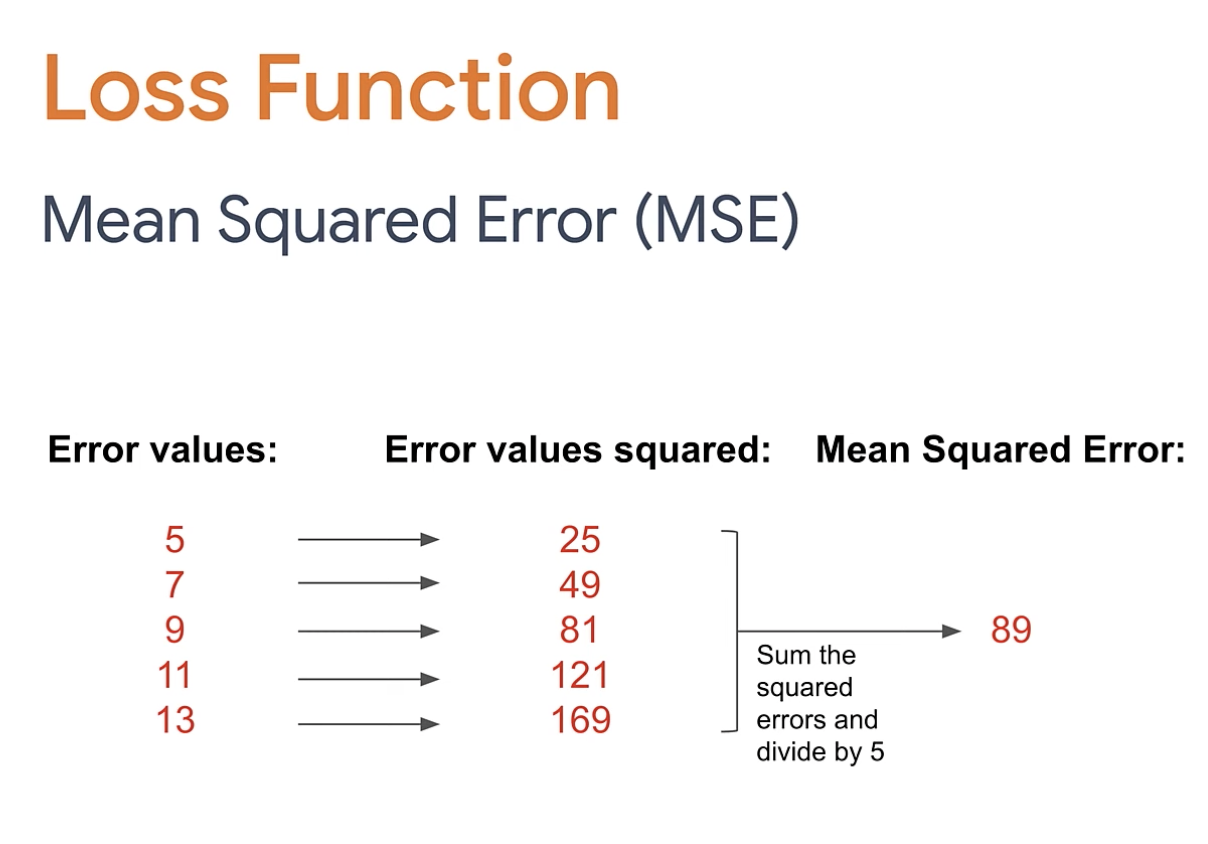 Loss Function
Mean Squared Error (MSE)
Error values: Error values squared: Mean Squared Error:
5 25
7 49
9 81 89
11 121
13 169
Sum the
squared
errors and
divide by 5